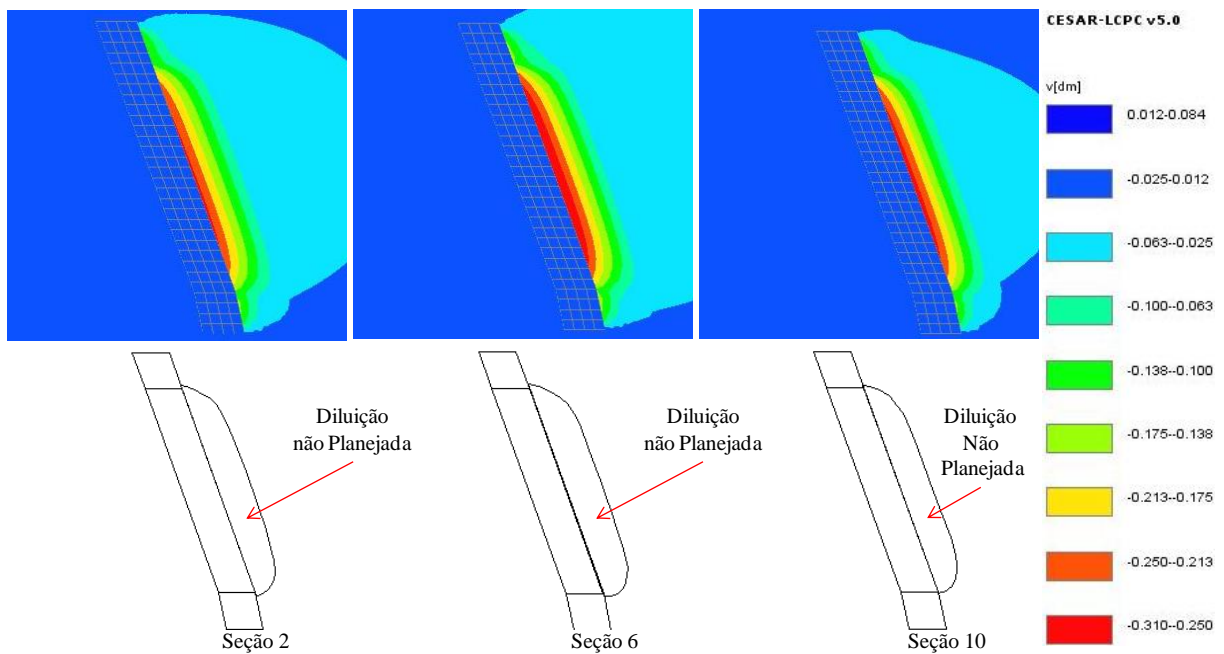 CESAR-LCPC v5.0
v[dm]
0.012-0.084
-0.025-0.012
-0.063--0.025
-0.100--0.063
-0.138--0.100
-0.175--0.138
-0.213--0.175
-0.250--0.213
-0.310--0.250
Diluição
não Planejada
Seção 2
Diluição
não Planejada
Seção 6
Diluição
Não
Planejada
Seção 10